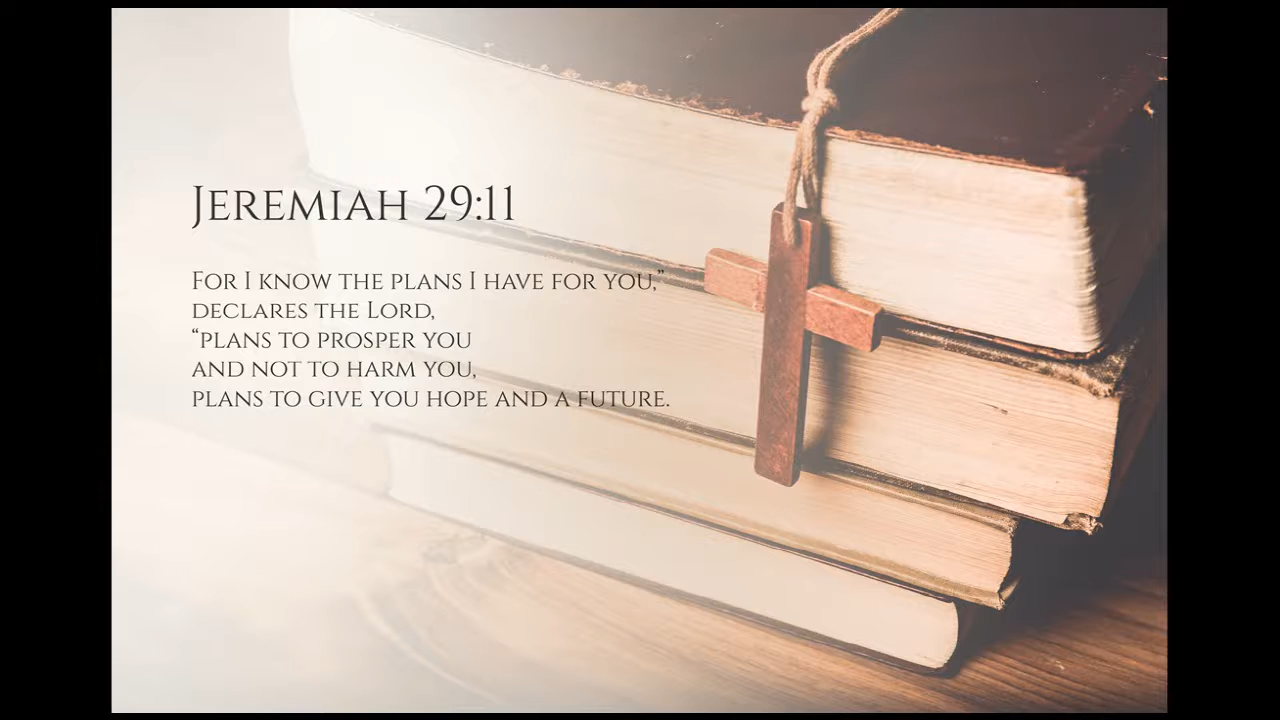 Jeremiah 29:11
For I know the plans I have for you,”
declares the Lord,
“plans to prosper you
and not to harm you,
plans to give you hope and a future.